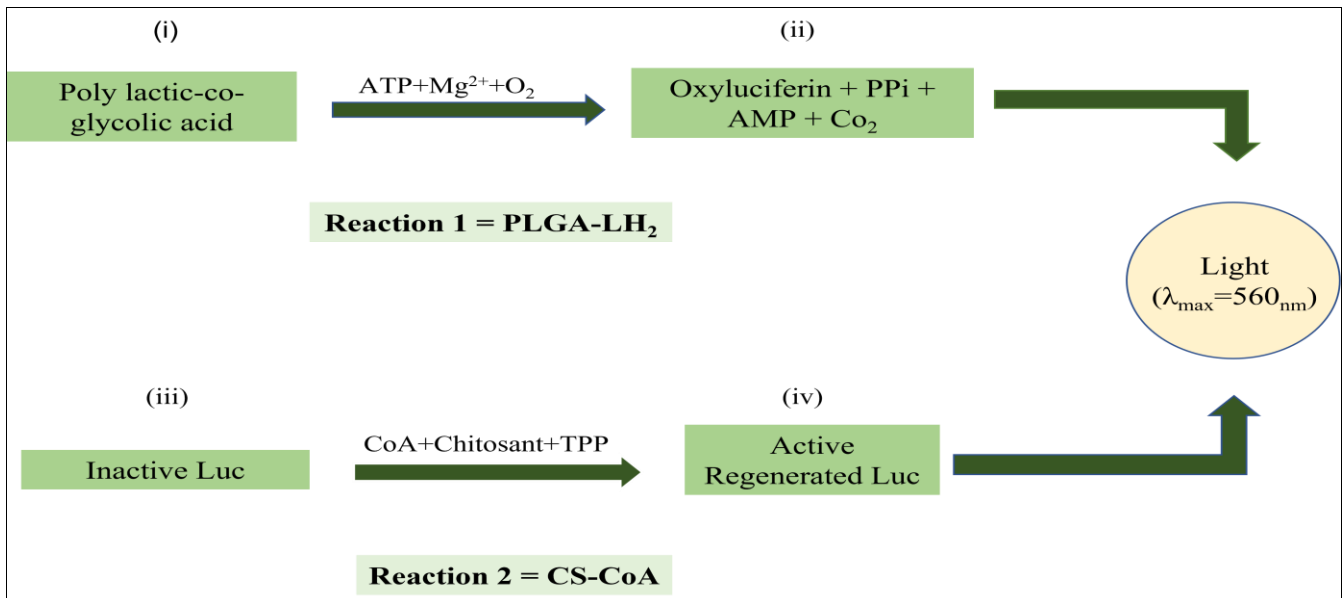 (i)
(ii)
Poly lactic-co-
glycolic acid
ATP+Mg²⁺+O₂
Oxyluciferin + PPi +
AMP + Co₂
Reaction 1 = PLGA-LH₂
Light
(λmax=560nm)
(iii)
(iv)
Inactive Luc
CoA+Chitosant+TPP
Active
Regenerated Luc
Reaction 2 = CS-CoA